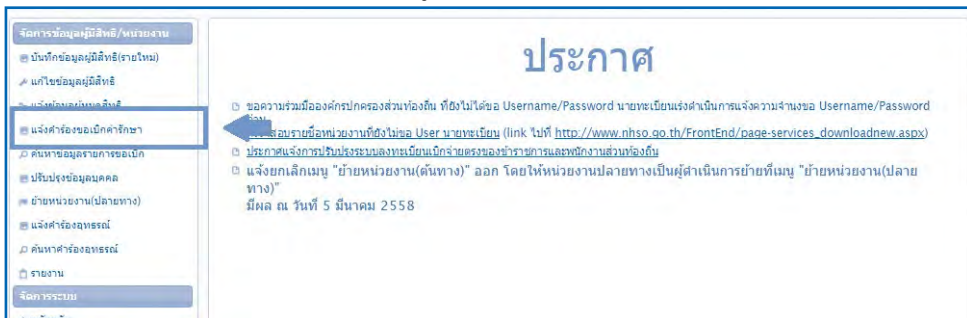 จัดการข้อมูลผู้มีสิทธิ/หน่วยงาน
บันทึกข้อมูลผู้มีสิทธิ(รายใหม่)
แก้ไขข้อมูลผู้มีสิทธิ
แจ้งข้อมูลผู้หมดสิทธิ
แจ้งคำร้องขอเบิกค่ารักษา
ค้นหาข้อมูลรายการขอเบิก
ปรับปรุงข้อมูลบุคคล
ย้ายหน่วยงาน(ปลายทาง)
แจ้งคำร้องอุทธรณ์
ค้นหาคำร้องอุทธรณ์
รายงาน
จัดการระบบ
ประกาศ
ขอความร่วมมือองค์กรปกครองส่วนท้องถิ่น ที่ยังไม่ได้ขอ Username/Password นายทะเบียนเร่งดำเนินการแจ้งความจำนงขอ Username/Password
สอบรายชื่อหน่วยงานที่ยังไม่ขอ User นายทะเบียน (link ไปที่ http://www.nhso.go.th/FrontEnd/page-services_downloadnew.aspx)
ประกาศแจ้งการปรับปรุงระบบลงทะเบียนเบิกจ่ายตรงของข้าราชการและพนักงานส่วนท้องถิ่น
แจ้งยกเลิกเมนู "ย้ายหน่วยงาน(ต้นทาง)" ออก โดยให้หน่วยงานปลายทางเป็นผู้ดำเนินการย้ายที่เมนู "ย้ายหน่วยงาน(ปลาย
ทาง)"
มีผล ณ วันที่ 5 มีนาคม 2558